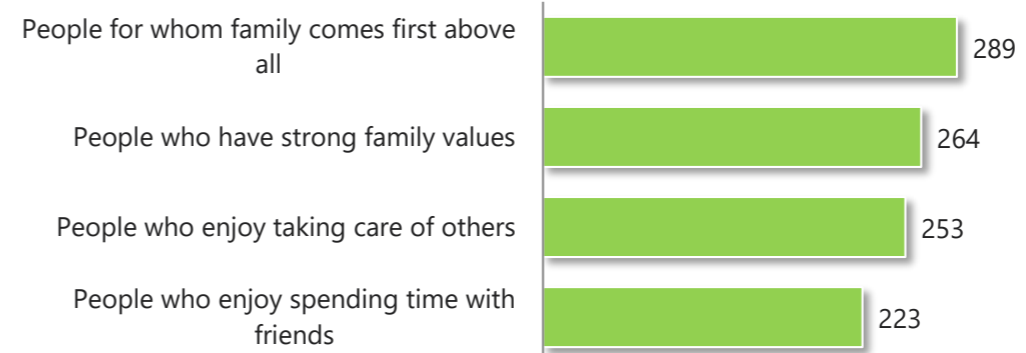 People for whom family comes first above
all
289
People who have strong family values
264
People who enjoy taking care of others
253
People who enjoy spending time with
friends
223